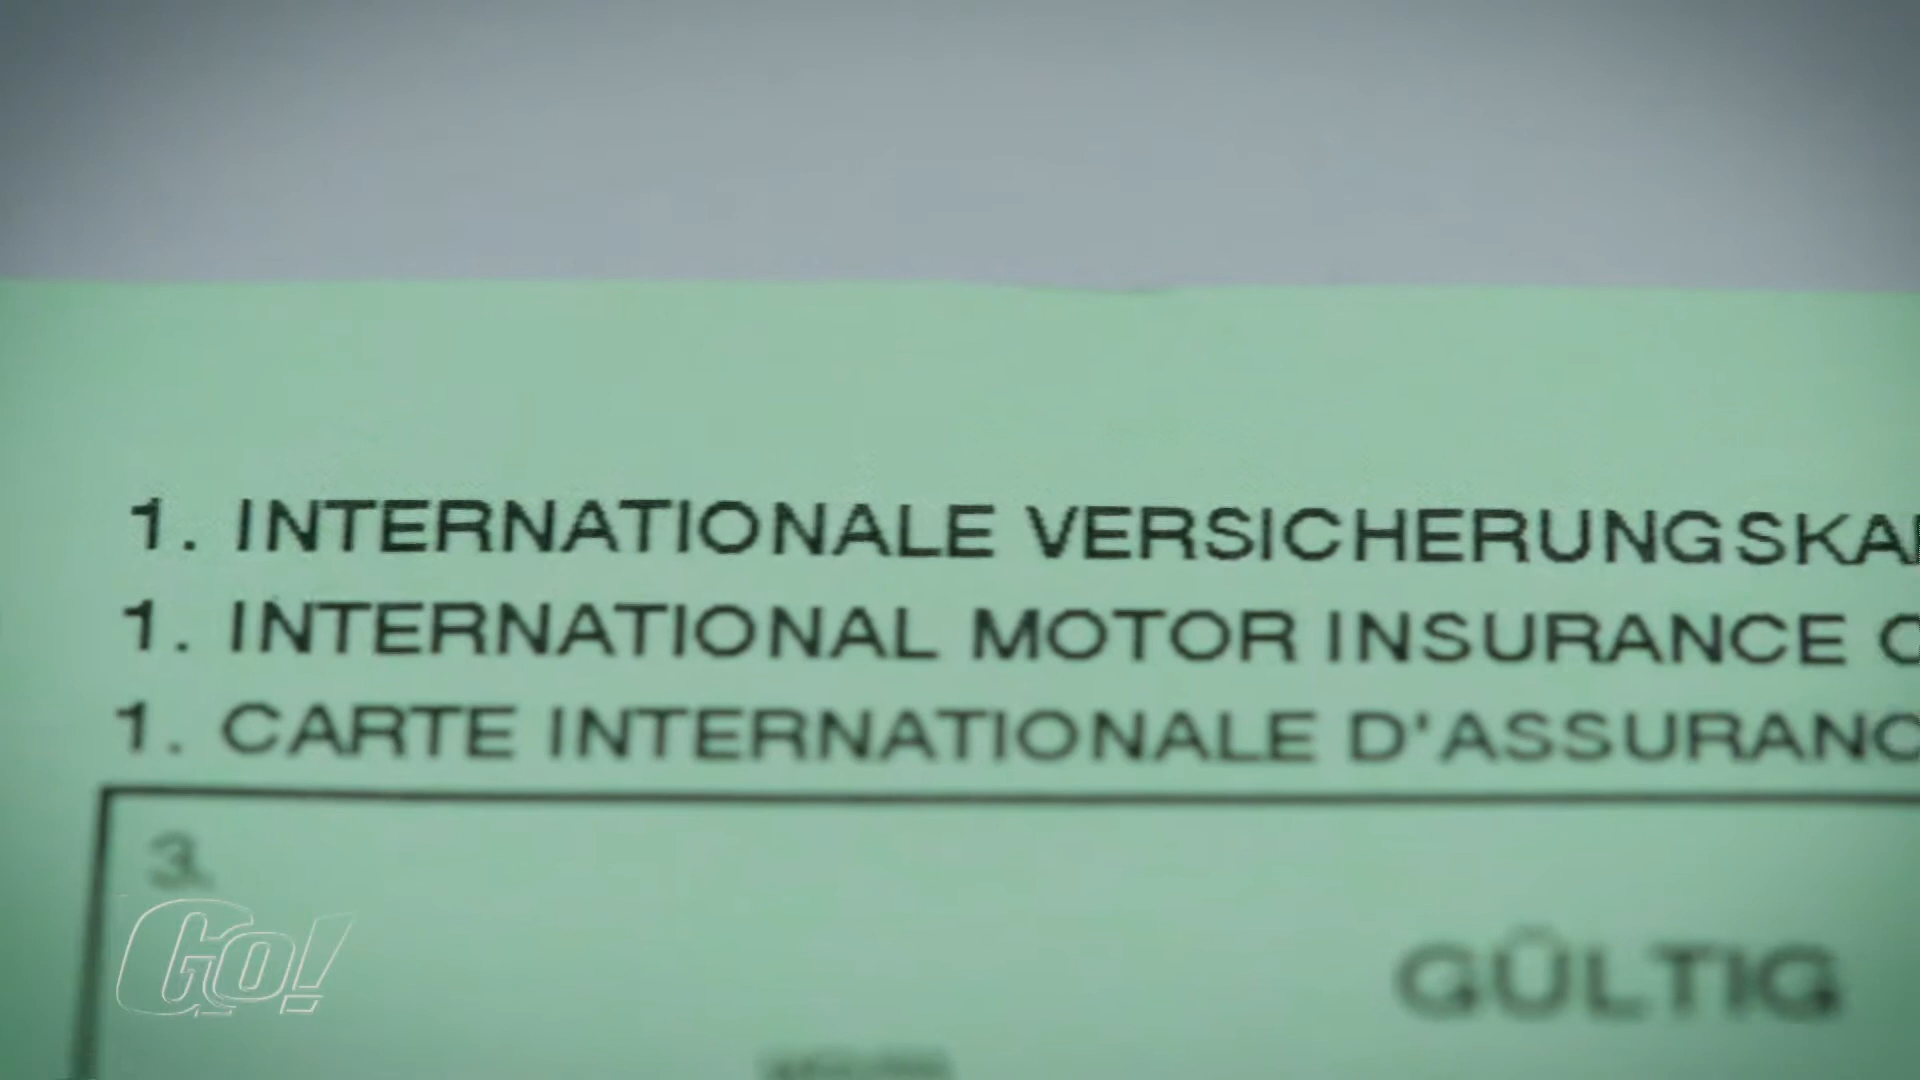 1. INTERNATIONALE VERSICHERUNGSKA
1. INTERNATIONAL MOTOR INSURANCE C
1. CARTE INTERNATIONALE D'ASSURANC
3.
GÜLTIG
Go!